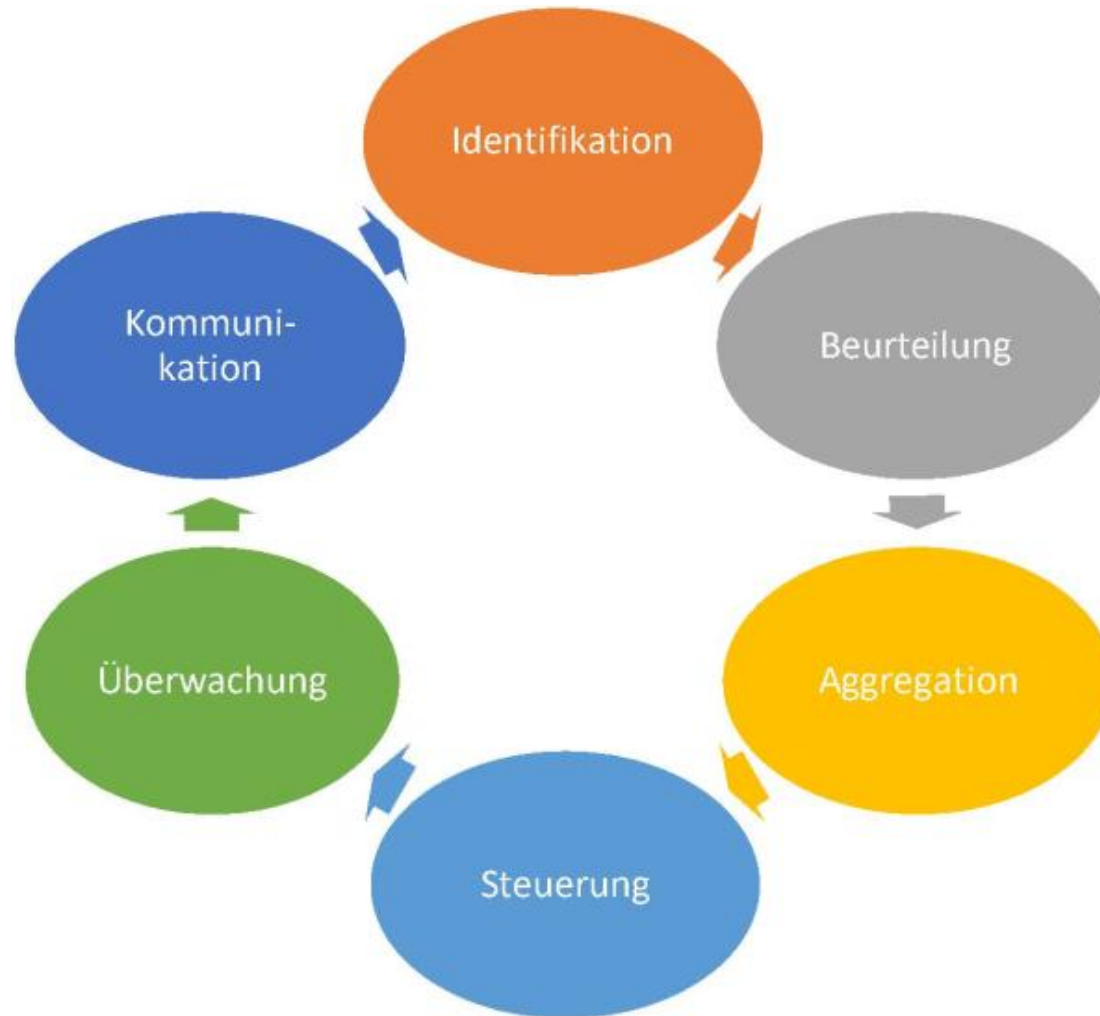 Identifikation
Beurteilung
Aggregation
Steuerung
Überwachung
Kommuni-
kation